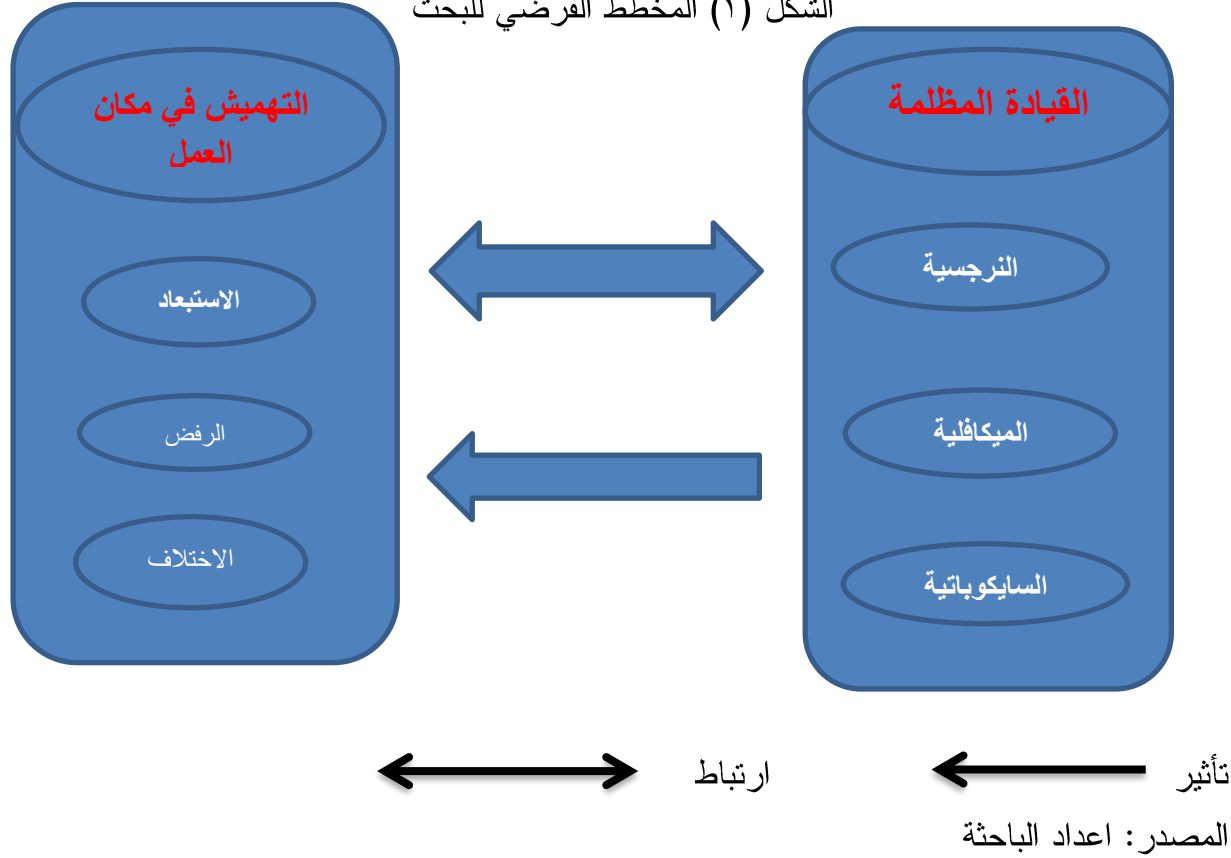 الشكل (١) المخطط الفرضي للبحث
القيادة المظلمة
النرجسية
الميكافلية
السايكوباتية
التهميش في مكان
العمل
الاستبعاد
الرفض
الاختلاف
تأثير
ارتباط
المصدر: اعداد الباحثة